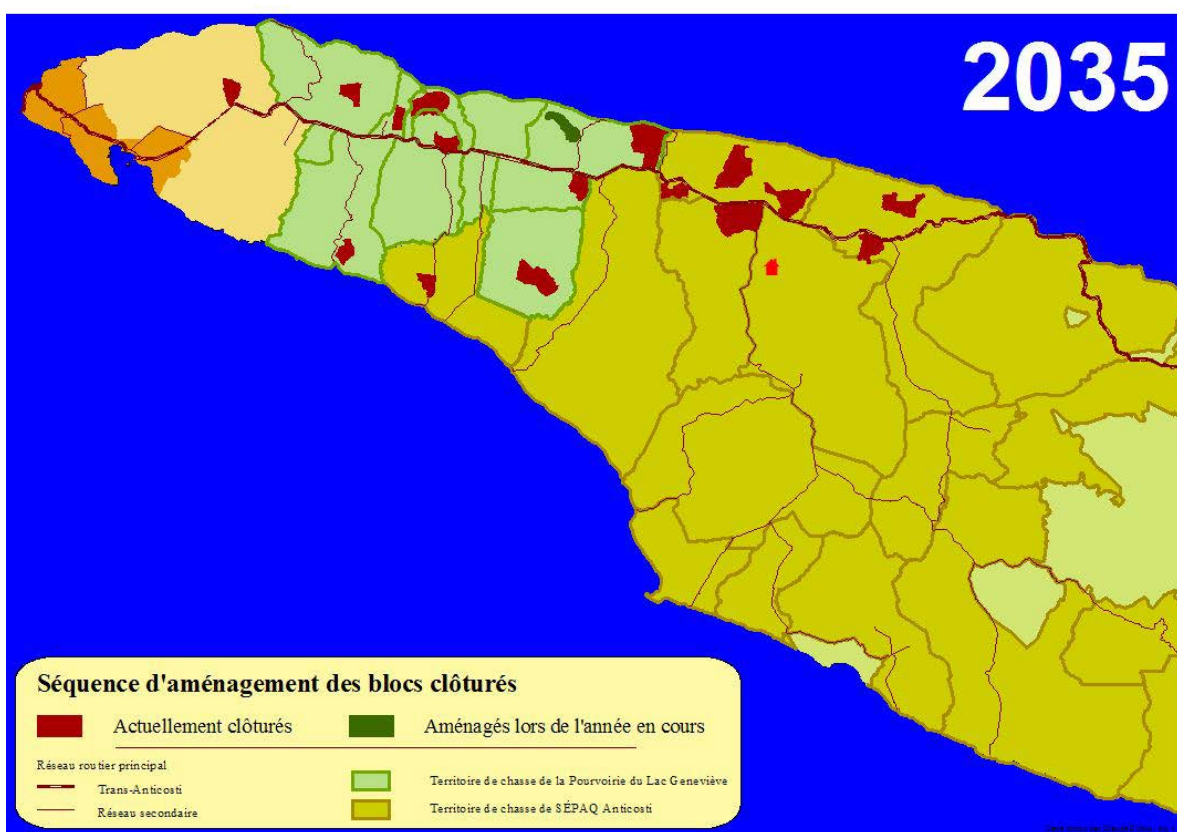 2035
Séquence d'aménagement des blocs clôturés
Actuellement clôturés
Aménagés lors de l'année en cours
Réseau routier principal
Trans-Anticosti
Réseau secondaire
Territoire de chasse de la Pourvoirie du Lac Geneviève
Territoire de chasse de SÉPAQ Anticosti